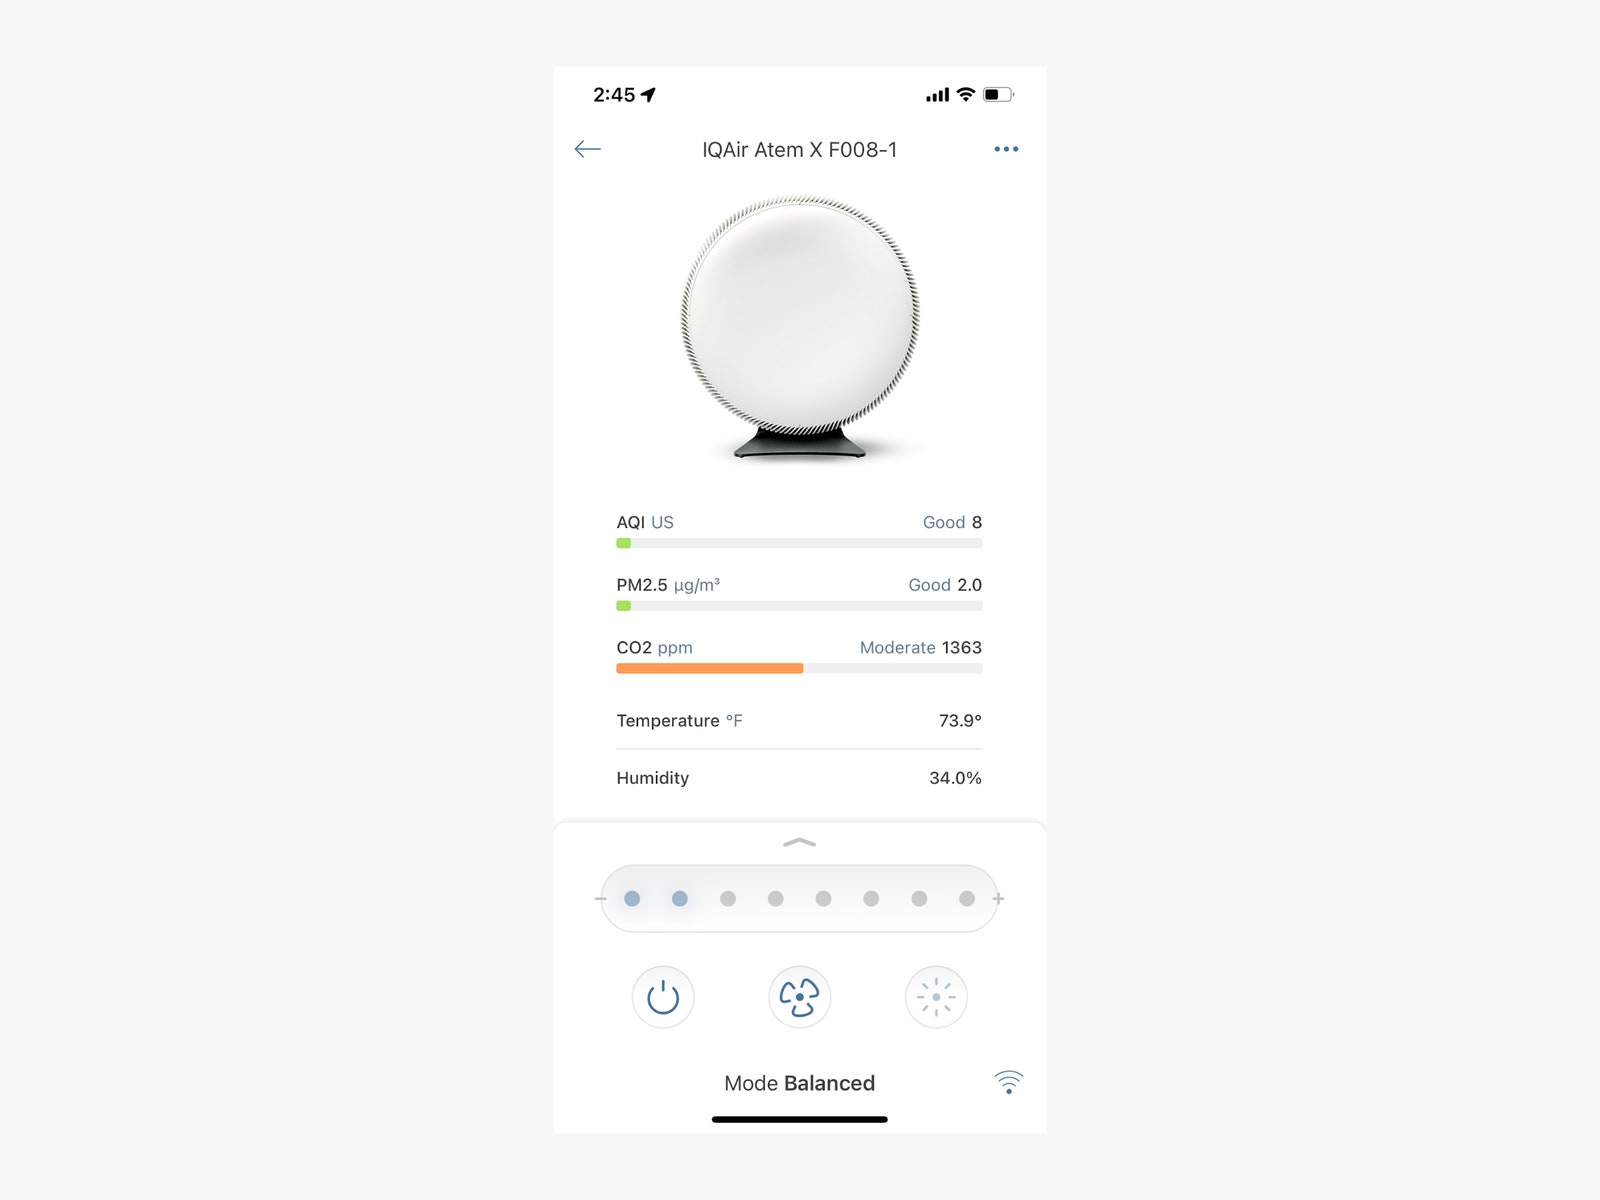 2:45
IQAir Atem X F008-1
AQI US Good 8
PM2.5 µg/m³ Good 2.0
CO2 ppm Moderate 1363
Temperature °F 73.9°
Humidity 34.0%
Mode Balanced